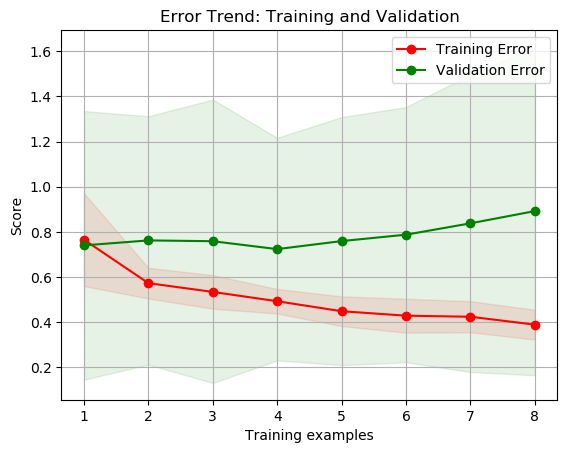 Error Trend: Training and Validation
Training Error
Validation Error
Score
1.6
1.4
1.2
1.0
0.8
0.6
0.4
0.2
1 2 3 4 5 6 7 8
Training examples